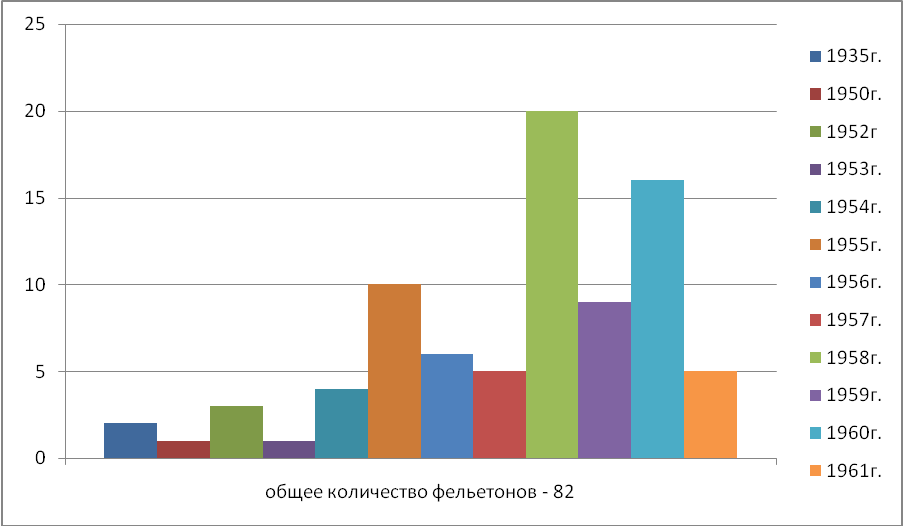 25
20
15
10
5
0
общее количество фельетонов - 82
1935г.
1950г.
1952г
1953г.
1954г.
1955г.
1956г.
1957г.
1958г.
1959г.
1960г.
1961г.